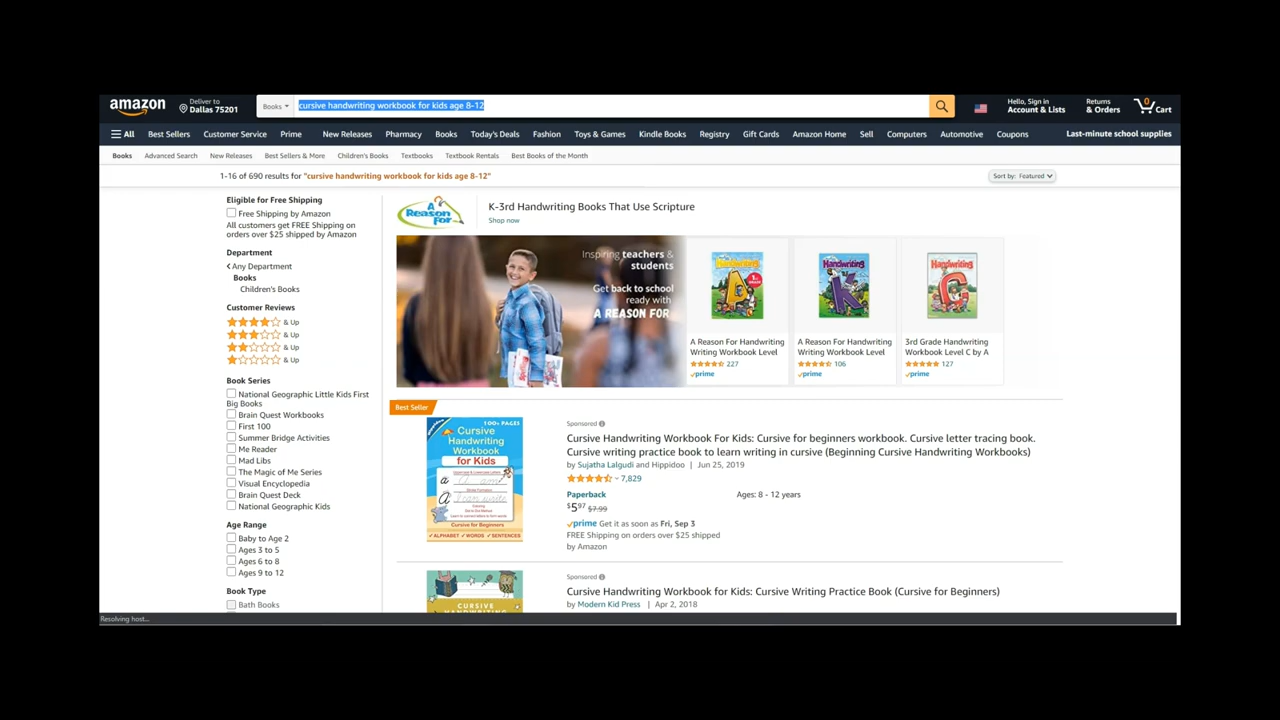 amazon
Deliver to
Dallas 75201
Books
cursive handwriting workbook for kids age 8-12
Hello, Sign in
Account & Lists
Returns
& Orders
0
Cart
All
Best Sellers
Customer Service
Prime
New Releases
Pharmacy
Books
Today's Deals
Fashion
Toys & Games
Kindle Books
Registry
Gift Cards
Amazon Home
Sell
Computers
Automotive
Coupons
Last-minute school supplies
Books
Advanced Search
New Releases
Best Sellers & More
Children's Books
Textbooks
Textbook Rentals
Best Books of the Month
1-16 of 690 results for "cursive handwriting workbook for kids age 8-12"
Sort by: Featured
Eligible for Free Shipping
Free Shipping by Amazon
All customers get FREE Shipping on
orders over $25 shipped by Amazon
Department
Any Department
Books
Children's Books
Customer Reviews
& Up
& Up
& Up
& Up
Book Series
National Geographic Little Kids First
Big Books
Brain Quest Workbooks
First 100
Summer Bridge Activities
Me Reader
Mad Libs
The Magic of Me Series
Visual Encyclopedia
Brain Quest Deck
National Geographic Kids
Age Range
Baby to Age 2
Ages 3 to 5
Ages 6 to 8
Ages 9 to 12
Book Type
Bath Books
A
Reason
For
K-3rd Handwriting Books That Use Scripture
Shop now
Inspiring teachers &
students
Get back to school
ready with
A REASON FOR
Handwriting
A
Handwriting
K
Handwriting
C
A Reason For Handwriting
Writing Workbook Level
227
prime
A Reason For Handwriting
Writing Workbook Level
106
prime
3rd Grade Handwriting
Workbook Level C by A
127
prime
Best Seller
100+ PAGES
Cursive
Handwriting
Workbook
for Kids
Cursive for Beginners
✓ALPHABET ✓WORDS ✓SENTENCES
Sponsored
Cursive Handwriting Workbook For Kids: Cursive for beginners workbook. Cursive letter tracing book.
Cursive writing practice book to learn writing in cursive (Beginning Cursive Handwriting Workbooks)
by Sujatha Lalgudi and Hippidoo | Jun 25, 2019
7,829
Paperback
$5.97 $7.99
Ages: 8 - 12 years
prime Get it as soon as Fri, Sep 3
FREE Shipping on orders over $25 shipped
by Amazon
Sponsored
Cursive Handwriting Workbook for Kids: Cursive Writing Practice Book (Cursive for Beginners)
by Modern Kid Press | Apr 2, 2018
Resolving host...